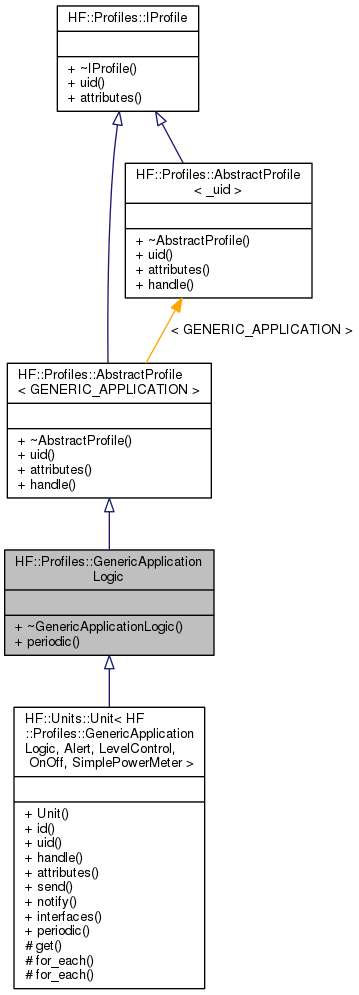 HF::Profiles::IProfile
+ ~IProfile()
+ uid()
+ attributes()
HF::Profiles::AbstractProfile
< _uid >
+ ~AbstractProfile()
+ uid()
+ attributes()
+ handle()
< GENERIC_APPLICATION >
HF::Profiles::AbstractProfile
< GENERIC_APPLICATION >
+ ~AbstractProfile()
+ uid()
+ attributes()
+ handle()
HF::Profiles::GenericApplication
Logic
+ ~GenericApplicationLogic()
+ periodic()
HF::Units::Unit< HF
::Profiles::GenericApplication
Logic, Alert, LevelControl,
OnOff, SimplePowerMeter >
+ Unit()
+ id()
+ uid()
+ handle()
+ attributes()
+ send()
+ notify()
+ interfaces()
+ periodic()
# get()
# for_each()
# for_each()